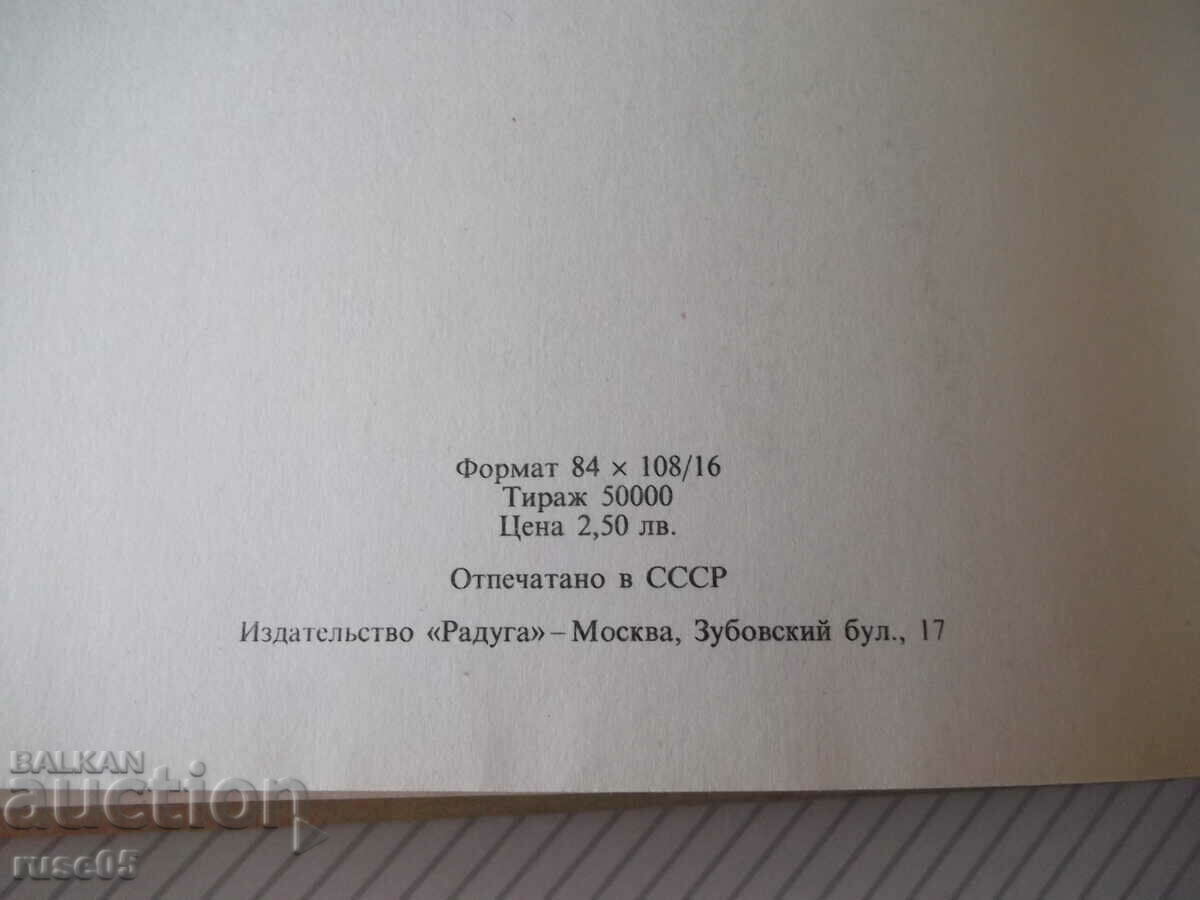 Формат 84 × 108/16
Тираж 50000
Цена 2,50 лв.
Отпечатано в СССР
Издательство «Радуга» – Москва, Зубовский бул., 17
BALKAN
auction
ruse05